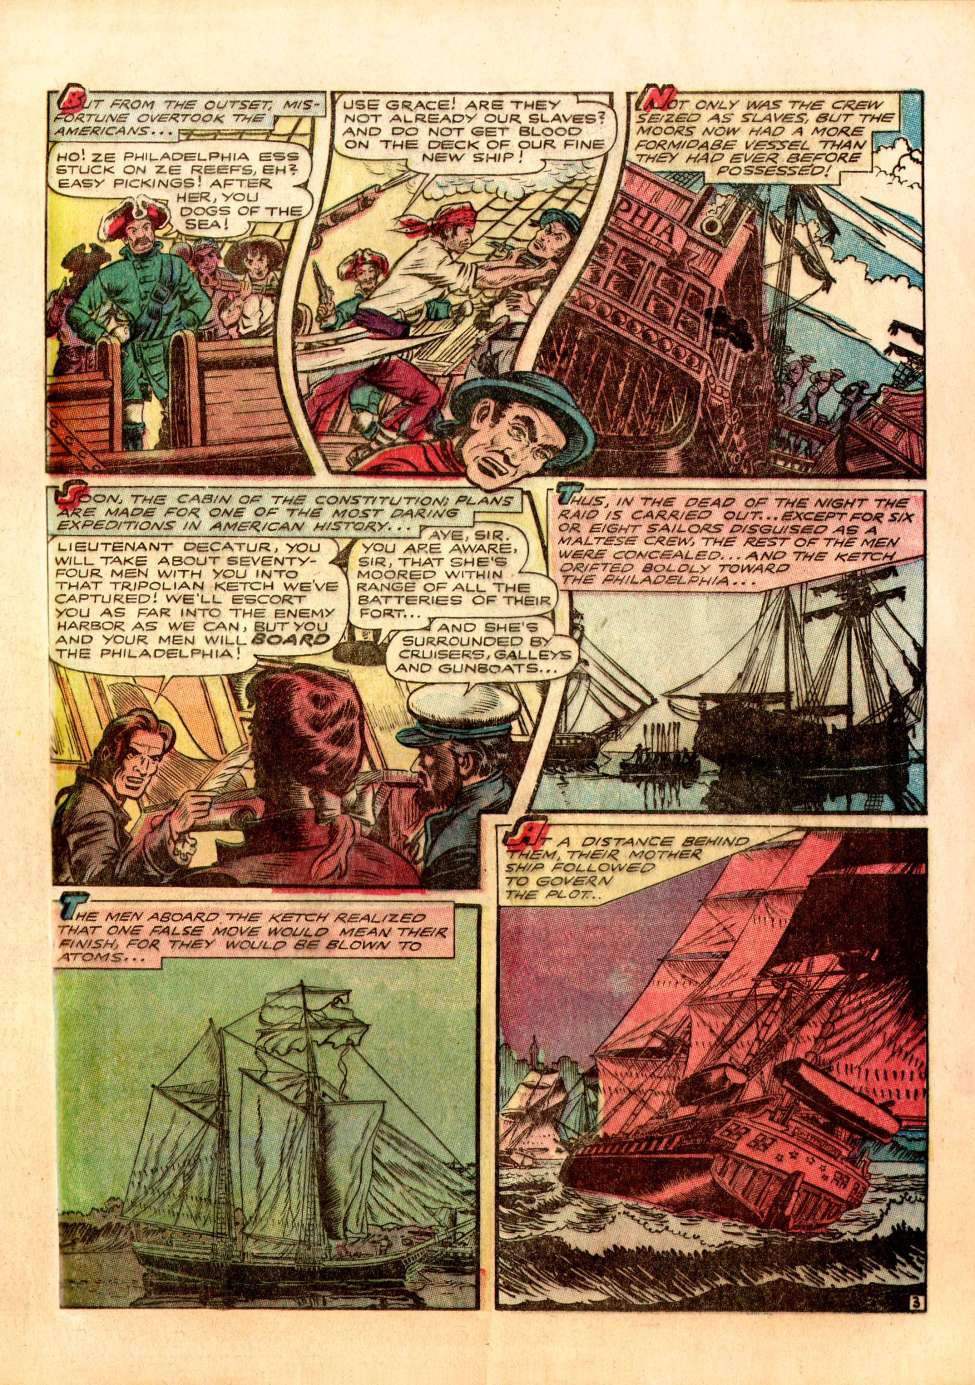 BUT FROM THE OUTSET, MIS-
FORTUNE OVERTOOK THE
AMERICANS...
HO! ZE PHILADELPHIA ESS
STUCK ON ZE REEFS, EH?
EASY PICKINGS! AFTER
HER, YOU
DOGS OF THE
SEA!
USE GRACE! ARE THEY
NOT ALREADY OUR SLAVES?
AND DO NOT GET BLOOD
ON THE DECK OF OUR FINE
NEW SHIP!
NOT ONLY WAS THE CREW
SEIZED AS SLAVES, BUT THE
MOORS NOW HAD A MORE
FORMIDABE VESSEL THAN
THEY HAD EVER BEFORE
POSSESSED!
PHIA
SOON, THE CABIN OF THE CONSTITUTION; PLANS
ARE MADE FOR ONE OF THE MOST DARING
EXPEDITIONS IN AMERICAN HISTORY...
LIEUTENANT DECATUR, YOU
WILL TAKE ABOUT SEVENTY-
FOUR MEN WITH YOU INTO
THAT TRIPOLIAN KETCH WE'VE
CAPTURED! WE'LL ESCORT
YOU AS FAR INTO THE ENEMY
HARBOR AS WE CAN, BUT YOU
AND YOUR MEN WILL BOARD
THE PHILADELPHIA!
AYE, SIR.
YOU ARE AWARE,
SIR, THAT SHE'S
MOORED WITHIN
RANGE OF ALL THE
BATTERIES OF THEIR
FORT...
AND SHE'S
SURROUNDED BY
CRUISERS, GALLEYS
AND GUNBOATS...
THUS, IN THE DEAD OF THE NIGHT THE
RAID IS CARRIED OUT...EXCEPT FOR SIX
OR EIGHT SAILORS DISGUISED AS A
MALTESE CREW, THE REST OF THE MEN
WERE CONCEALED...AND THE KETCH
DRIFTED BOLDLY TOWARD
THE PHILADELPHIA...
THE MEN ABOARD THE KETCH REALIZED
THAT ONE FALSE MOVE WOULD MEAN THEIR
FINISH, FOR THEY WOULD BE BLOWN TO
ATOMS...
AT A DISTANCE BEHIND
THEM, THEIR MOTHER
SHIP FOLLOWED
TO GOVERN
THE PLOT...
3